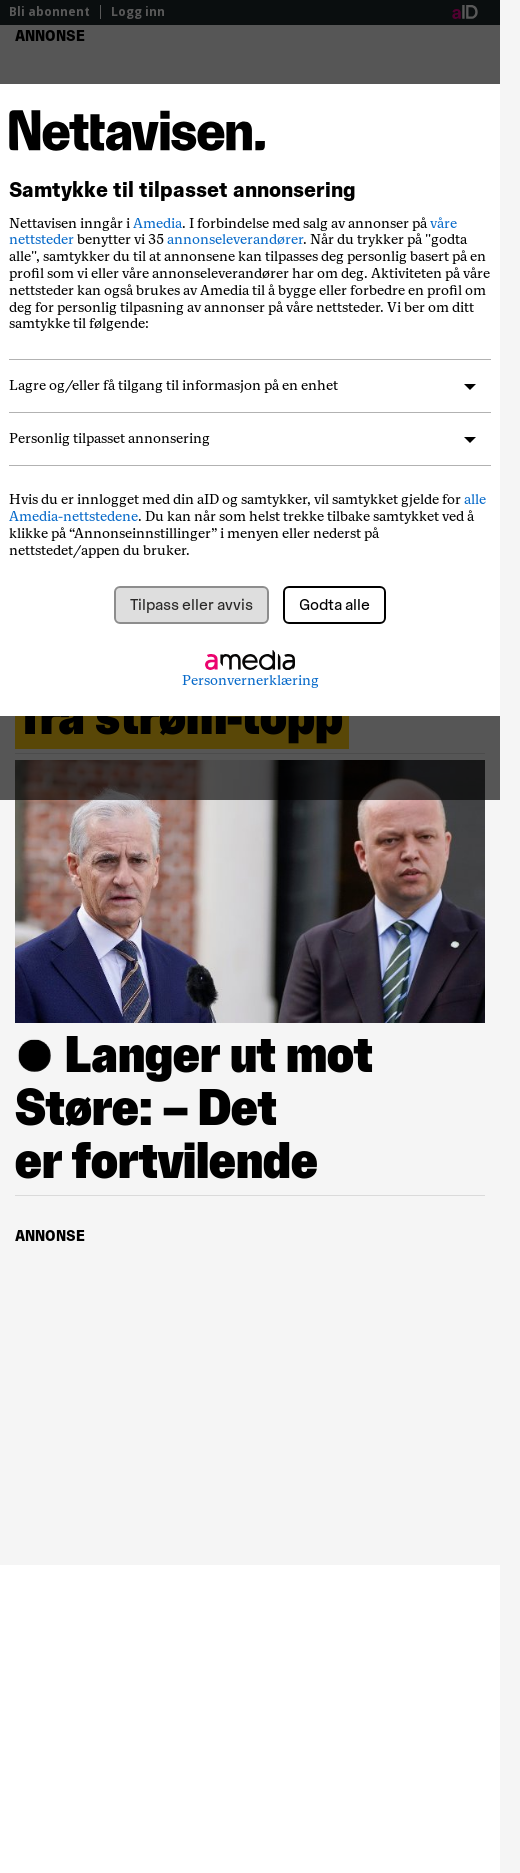 Bli abonnent | Logg inn aID
ANNONSE
Nettavisen.
Samtykke til tilpasset annonsering
Nettavisen inngår i Amedia. I forbindelse med salg av annonser på våre
nettsteder benytter vi 35 annonseleverandører. Når du trykker på "godta
alle", samtykker du til at annonsene kan tilpasses deg personlig basert på en
profil som vi eller våre annonseleverandører har om deg. Aktiviteten på våre
nettsteder kan også brukes av Amedia til å bygge eller forbedre en profil om
deg for personlig tilpasning av annonser på våre nettsteder. Vi ber om ditt
samtykke til følgende:
Lagre og/eller få tilgang til informasjon på en enhet
Personlig tilpasset annonsering
Hvis du er innlogget med din aID og samtykker, vil samtykket gjelde for alle
Amedia-nettstedene. Du kan når som helst trekke tilbake samtykket ved å
klikke på “Annonseinnstillinger” i menyen eller nederst på
nettstedet/appen du bruker.
Tilpass eller avvis Godta alle
amedia
Personvernerklæring
fra strøm-topp
● Langer ut mot
Støre: – Det
er fortvilende
ANNONSE